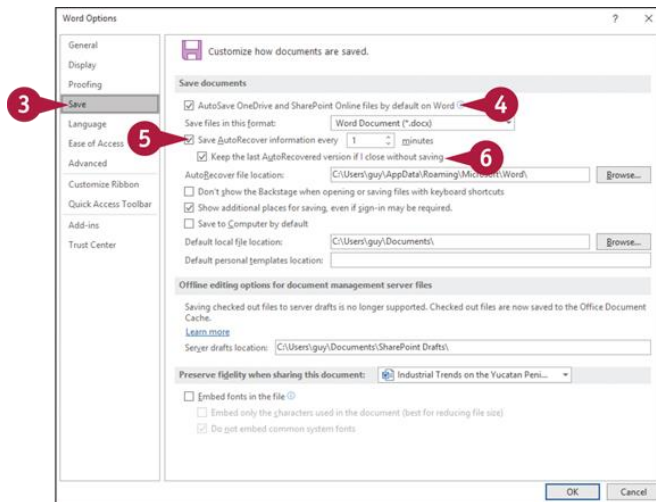 Word Options
? ×
General
Display
Proofing
Save
Language
Ease of Access
Advanced
Customize Ribbon
Quick Access Toolbar
Add-ins
Trust Center
3
Customize how documents are saved.
Save documents
AutoSave OneDrive and SharePoint Online files by default on Word
4
Save files in this format: Word Document (*.docx)
5
Save AutoRecover information every 1 minutes
Keep the last AutoRecovered version if I close without saving
6
AutoRecover file location: C:\Users\guy\AppData\Roaming\Microsoft\Word\ Browse...
Don't show the Backstage when opening or saving files with keyboard shortcuts
Show additional places for saving, even if sign-in may be required.
Save to Computer by default
Default local file location: C:\Users\guy\Documents\ Browse...
Default personal templates location:
Offline editing options for document management server files
Saving checked out files to server drafts is no longer supported. Checked out files are now saved to the Office Document
Cache.
Learn more
Server drafts location: C:\Users\guy\Documents\SharePoint Drafts\
Preserve fidelity when sharing this document: Industrial Trends on the Yucatan Peni...
Embed fonts in the file
Embed only the characters used in the document (best for reducing file size)
Do not embed common system fonts
OK Cancel